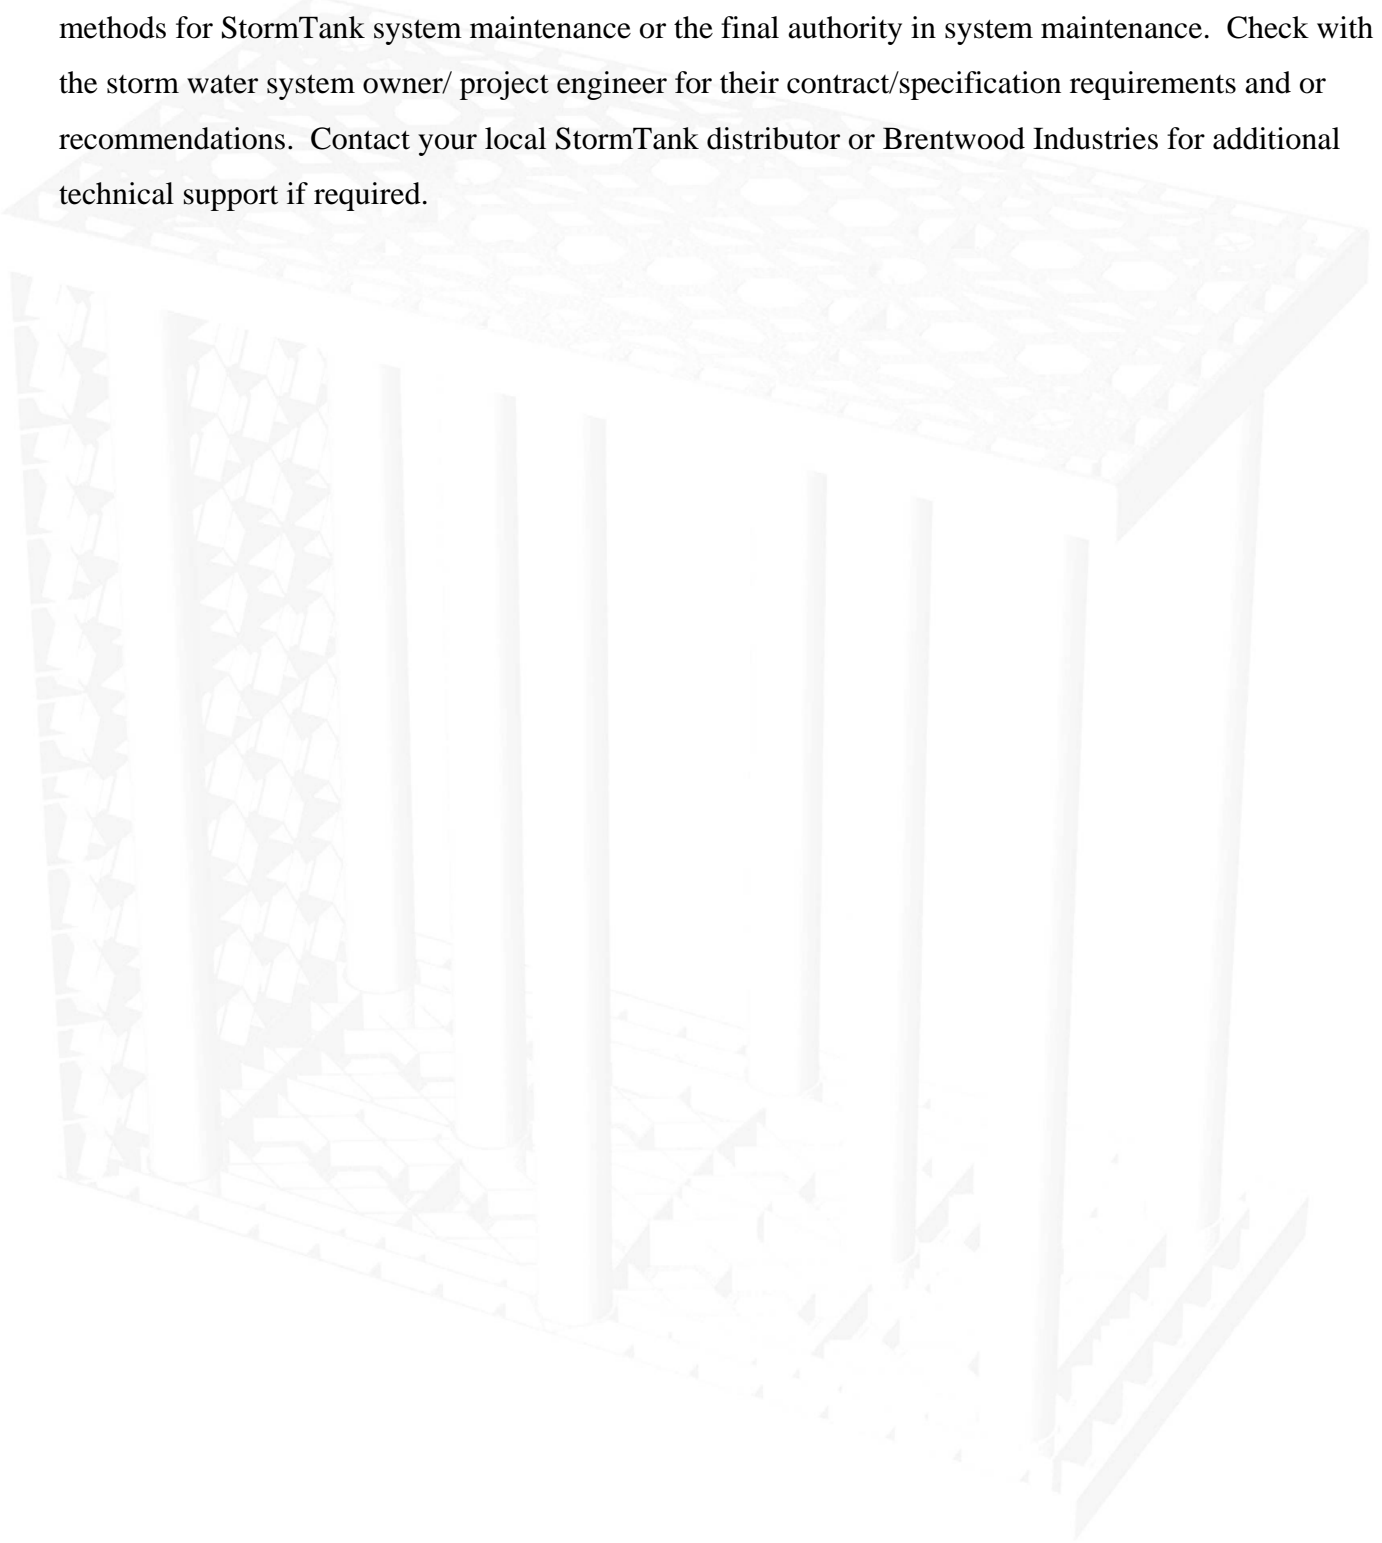 methods for StormTank system maintenance or the final authority in system maintenance.  Check with
the storm water system owner/ project engineer for their contract/specification requirements and or
recommendations.  Contact your local StormTank distributor or Brentwood Industries for additional
technical support if required.